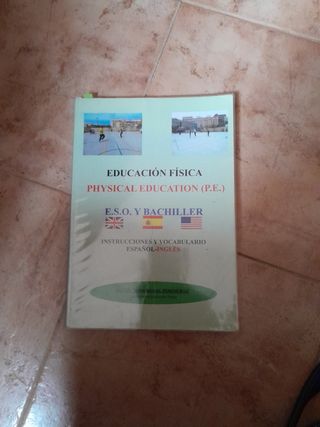 EDUCACIÓN FÍSICA
PHYSICAL EDUCATION (P.E.)
E.S.O. Y BACHILLER
INSTRUCCIONES Y VOCABULARIO
ESPAÑOL-INGLÉS